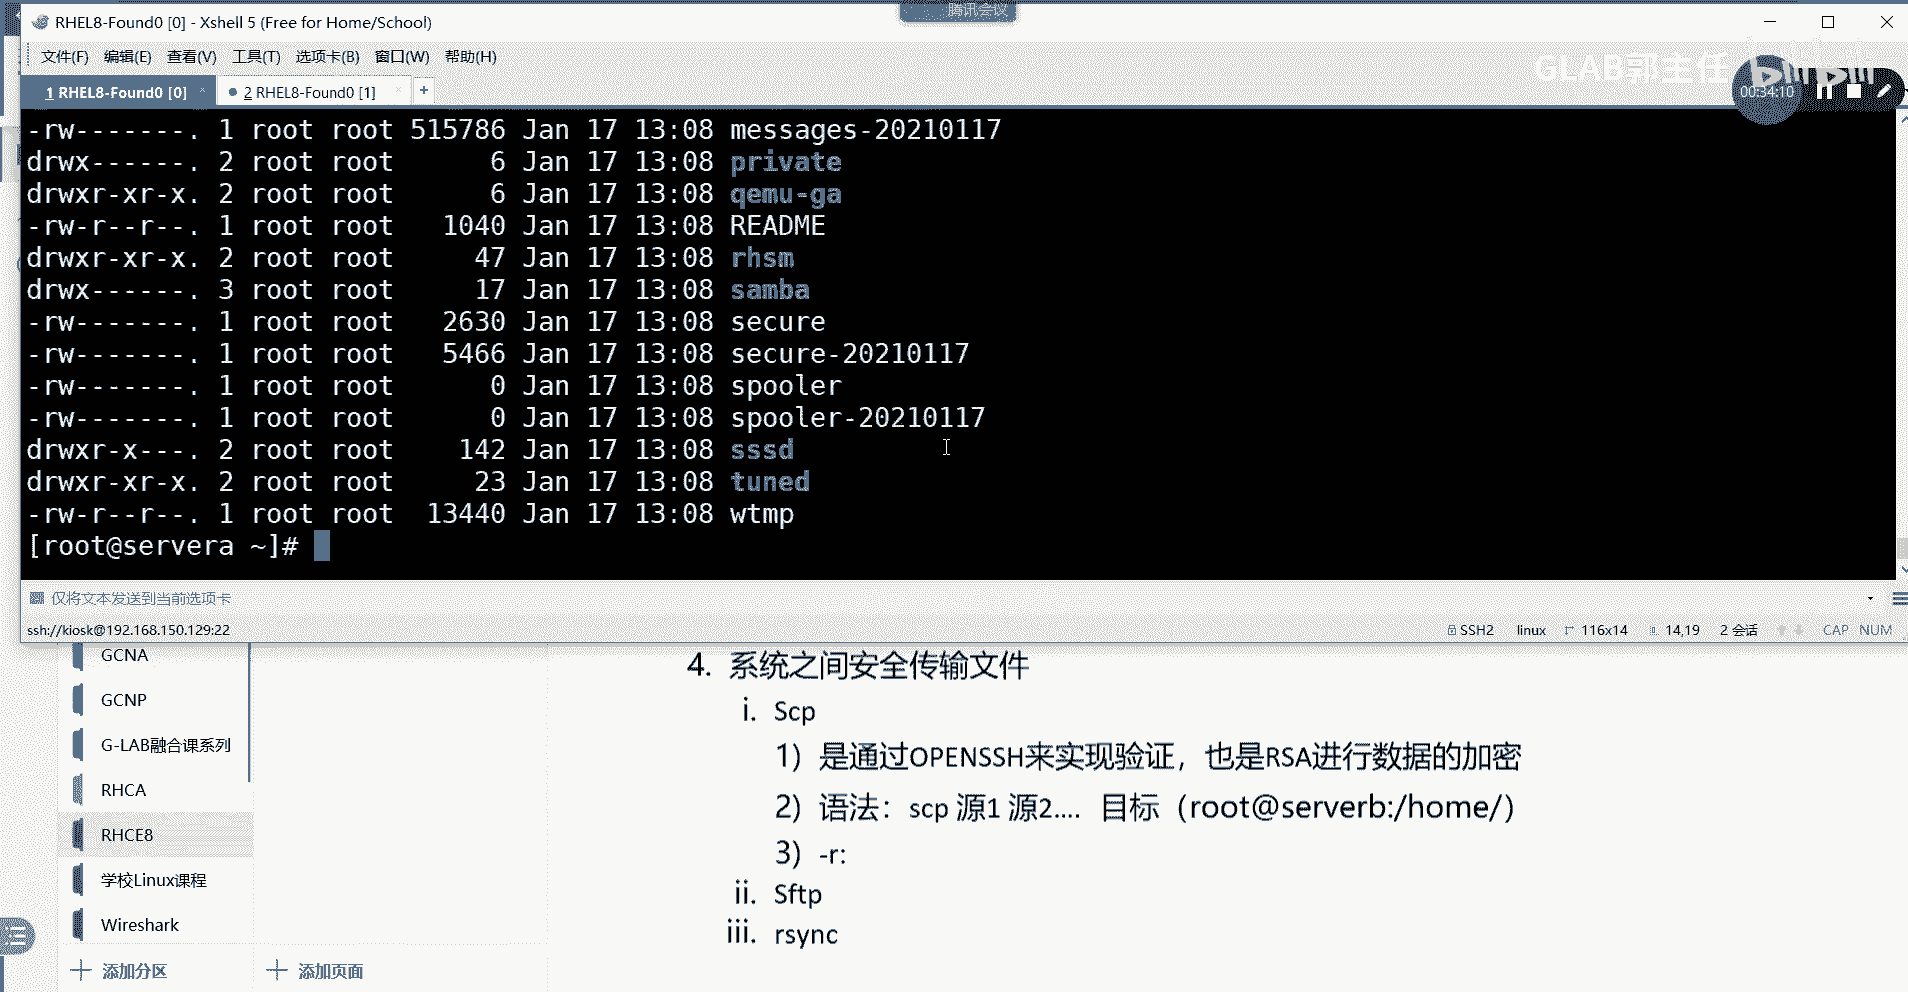 腾讯会议
RHEL8-Found0 [0] - Xshell 5 (Free for Home/School)
文件(F) 编辑(E) 查看(V) 工具(T) 选项卡(B) 窗口(W) 帮助(H)
GLAB郭主任 bilibili
00:34:10
1 RHEL8-Found0 [0] × 2 RHEL8-Found0 [1] × +
-rw-------. 1 root root 515786 Jan 17 13:08 messages-20210117
drwx------. 2 root root 6 Jan 17 13:08 private
drwxr-xr-x. 2 root root 6 Jan 17 13:08 qemu-ga
-rw-r--r--. 1 root root 1040 Jan 17 13:08 README
drwxr-xr-x. 2 root root 47 Jan 17 13:08 rhsm
drwx------. 3 root root 17 Jan 17 13:08 samba
-rw-------. 1 root root 2630 Jan 17 13:08 secure
-rw-------. 1 root root 5466 Jan 17 13:08 secure-20210117
-rw-------. 1 root root 0 Jan 17 13:08 spooler
-rw-------. 1 root root 0 Jan 17 13:08 spooler-20210117
drwxr-x---. 2 root root 142 Jan 17 13:08 sssd
drwxr-xr-x. 2 root root 23 Jan 17 13:08 tuned
-rw-r--r--. 1 root root 13440 Jan 17 13:08 wtmp
[root@servera ~]#
仅将文本发送到当前选项卡
ssh://kiosk@192.168.150.129:22 SSH2 linux 116x14 14,19 2 会话 CAP NUM
GCNA
GCNP
G-LAB融合课系列
RHCA
RHCE8
学校Linux课程
Wireshark
+ 添加分区 + 添加页面
4. 系统之间安全传输文件
i. Scp
1) 是通过OPENSSH来实现验证，也是RSA进行数据的加密
2) 语法：scp 源1 源2.... 目标（root@serverb:/home/）
3) -r:
ii. Sftp
iii. rsync